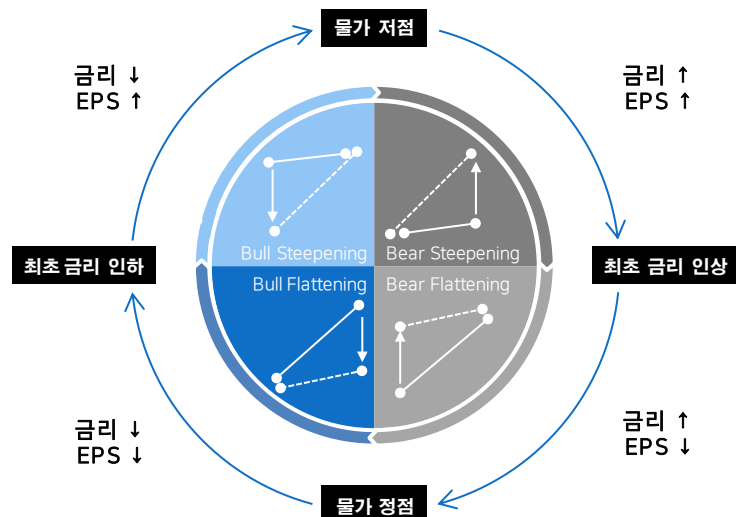 물가 저점
금리 ↓
EPS ↑
금리 ↑
EPS ↑
Bull Steepening
Bear Steepening
최초 금리 인하
최초 금리 인상
Bull Flattening
Bear Flattening
금리 ↓
EPS ↓
금리 ↑
EPS ↓
물가 정점